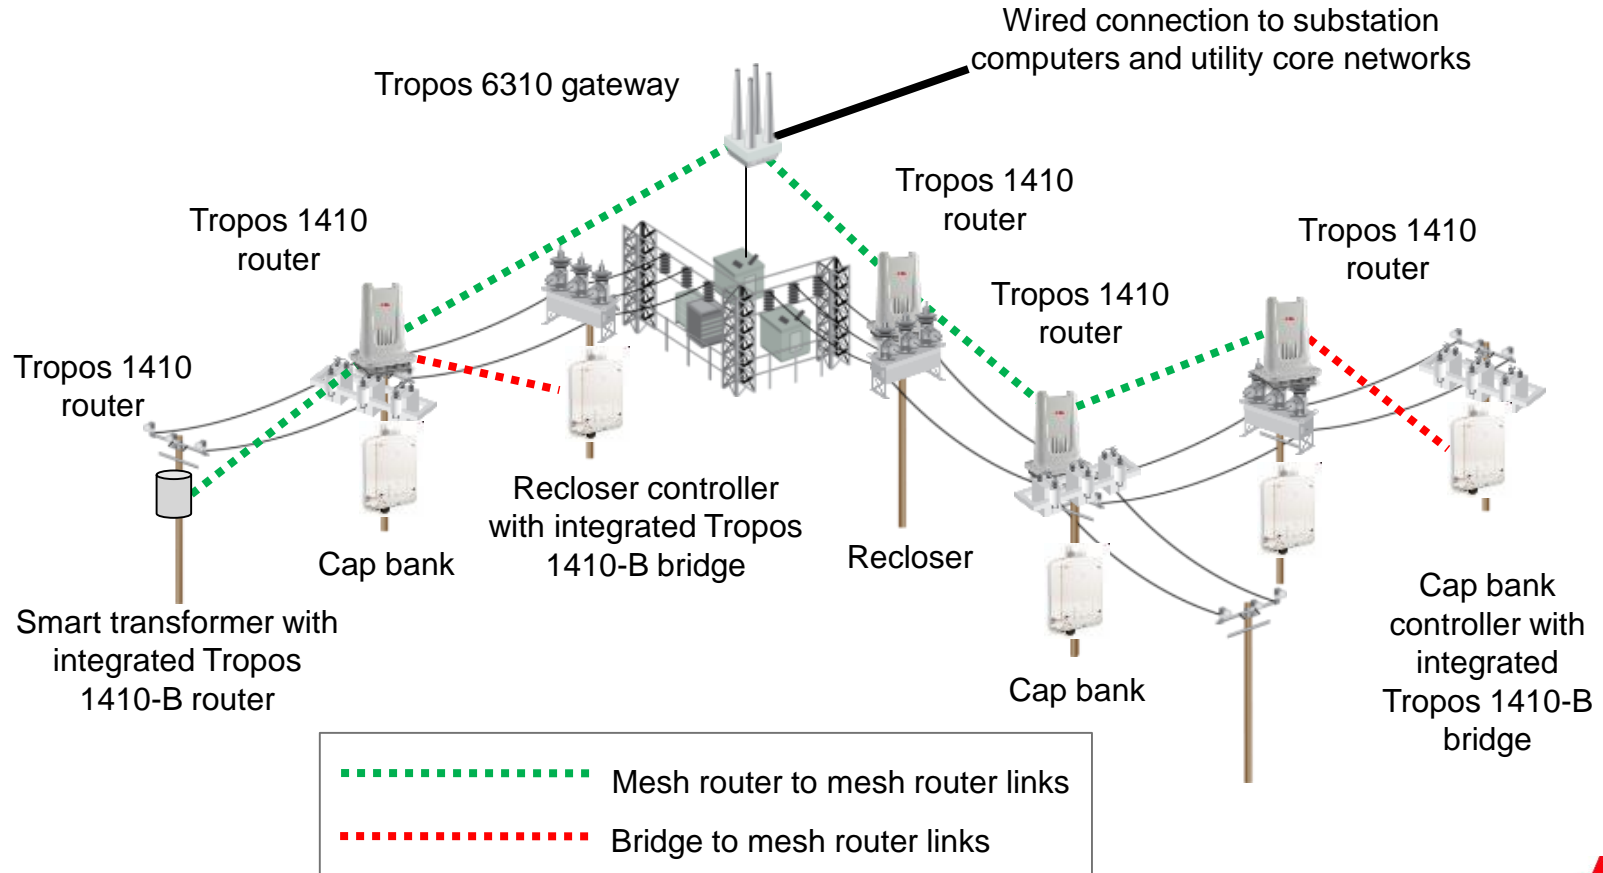 Wired connection to substation
computers and utility core networks
Tropos 6310 gateway
Tropos 1410
router
Tropos 1410
router
Tropos 1410
router
Tropos 1410
router
Tropos 1410
router
Recloser controller
with integrated Tropos
1410-B bridge
Cap bank
Recloser
Smart transformer with
integrated Tropos
1410-B router
Cap bank
Cap bank
controller with
integrated
Tropos 1410-B
bridge
Mesh router to mesh router links
Bridge to mesh router links